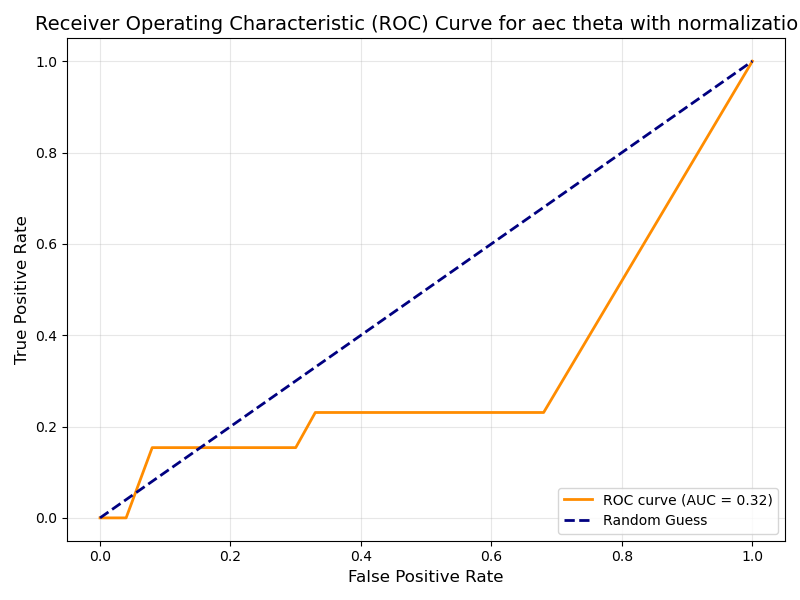 Receiver Operating Characteristic (ROC) Curve for aec theta with normalizatio
1.0
0.8
0.6
0.4
0.2
0.0
True Positive Rate
0.0 0.2 0.4 0.6 0.8 1.0
False Positive Rate
ROC curve (AUC = 0.32)
Random Guess